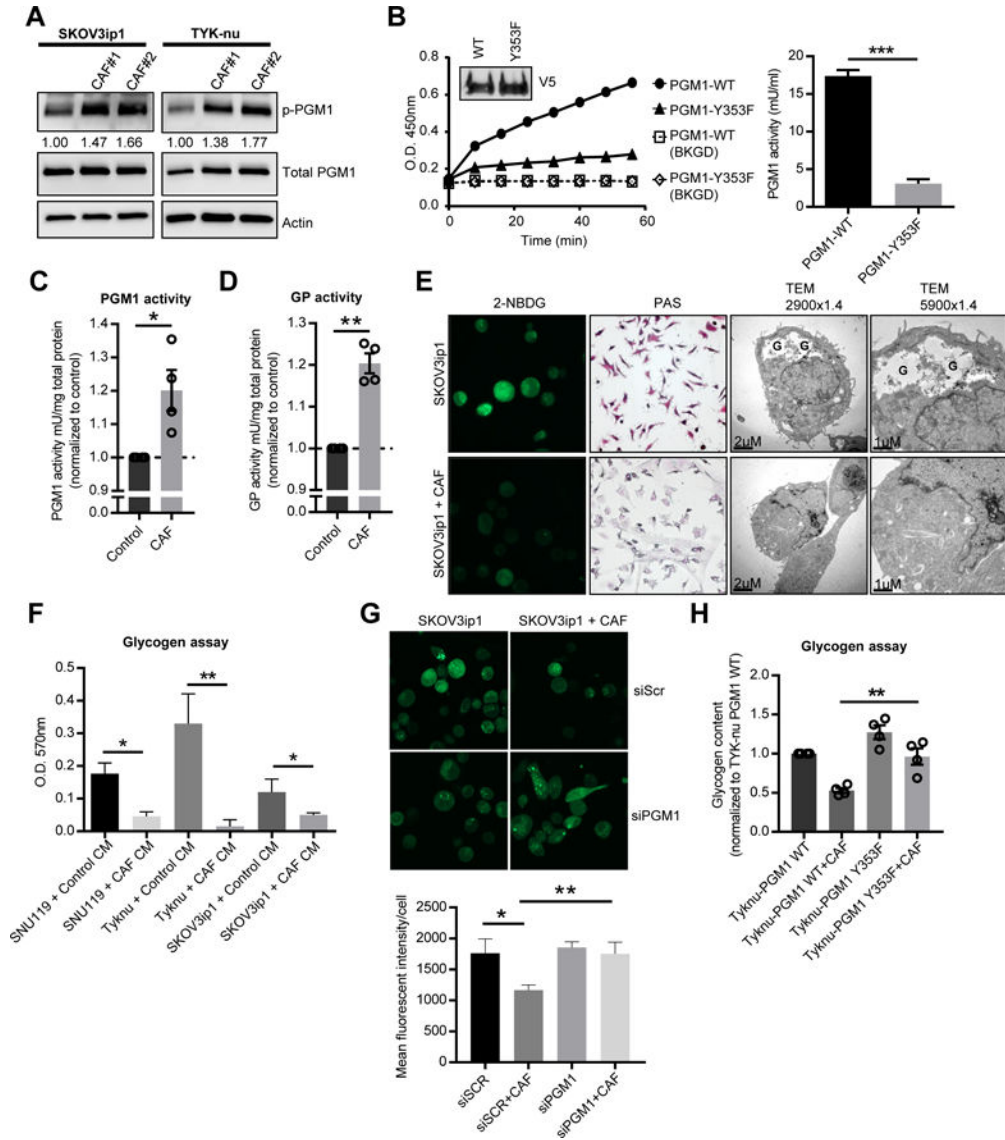 A
SKOV3ip1 TYK-nu
CAF#1 CAF#2 CAF#1 CAF#2
p-PGM1
1.00 1.47 1.66 1.00 1.38 1.77
Total PGM1
Actin
B
WT Y353F
V5
O.D. 450nm
0.8
0.6
0.4
0.2
0.0
0 20 40 60
Time (min)
PGM1-WT
PGM1-Y353F
PGM1-WT
(BKGD)
PGM1-Y353F
(BKGD)
PGM1 activity (mU/ml)
20
15
10
5
0
***
PGM1-WT
PGM1-Y353F
C
PGM1 activity
PGM1 activity mU/mg total protein
(normalized to control)
1.4
1.3
1.2
1.1
1.0
0.9
0.1
0.0
*
Control
CAF
D
GP activity
GP activity mU/mg total protein
(normalized to control)
1.3
1.2
1.1
1.0
0.9
0.1
0.0
**
Control
CAF
E
2-NBDG PAS TEM TEM
2900x1.4 5900x1.4
SKOV3ip1
G G G G
2uM 1uM
SKOV3ip1 + CAF
2uM 1uM
F
Glycogen assay
O.D. 570nm
0.5
0.4
0.3
0.2
0.1
0.0
* ** *
SNU119 + Control CM
SNU119 + CAF CM
Tyknu + Control CM
Tyknu + CAF CM
SKOV3ip1 + Control CM
SKOV3ip1 + CAF CM
G
SKOV3ip1 SKOV3ip1 + CAF
siScr
siPGM1
Mean fluorescent intensity/cell
2500
2000
1500
1000
500
0
* **
siSCR
siSCR+CAF
siPGM1
siPGM1+CAF
H
Glycogen assay
Glycogen content
(normalized to TYK-nu PGM1 WT)
2.0
1.5
1.0
0.5
0.0
**
Tyknu-PGM1 WT
Tyknu-PGM1 WT+CAF
Tyknu-PGM1 Y353F
Tyknu-PGM1 Y353F+CAF